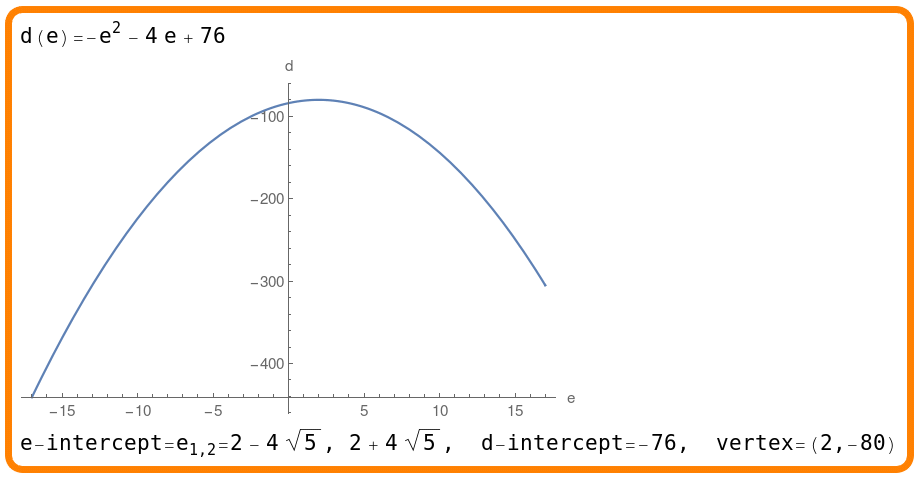 d(e)=-e² - 4 e + 76
d
-100
-200
-300
-400
-15 -10 -5 5 10 15 e
e-intercept=e₁,₂=2 - 4 √5, 2 + 4 √5, d-intercept=-76, vertex=(2,-80)